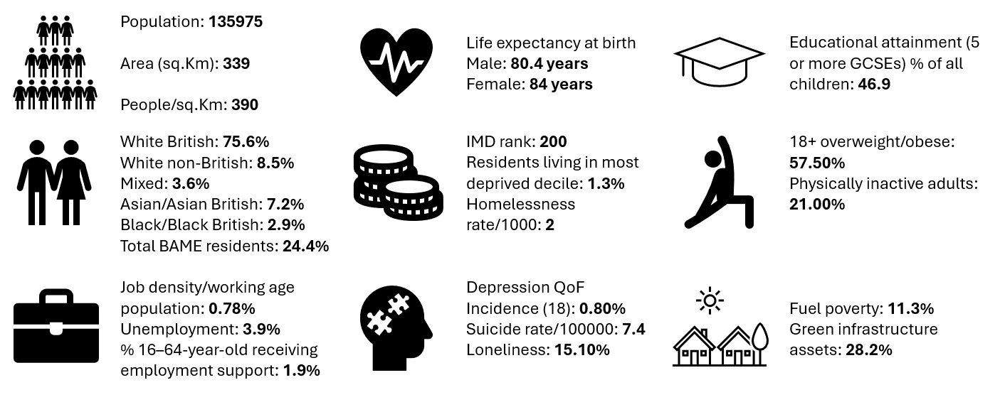 Population: 135975
Area (sq.Km): 339
People/sq.Km: 390
Life expectancy at birth
Male: 80.4 years
Female: 84 years
Educational attainment (5
or more GCSEs) % of all
children: 46.9
White British: 75.6%
White non-British: 8.5%
Mixed: 3.6%
Asian/Asian British: 7.2%
Black/Black British: 2.9%
Total BAME residents: 24.4%
IMD rank: 200
Residents living in most
deprived decile: 1.3%
Homelessness
rate/1000: 2
18+ overweight/obese:
57.50%
Physically inactive adults:
21.00%
Job density/working age
population: 0.78%
Unemployment: 3.9%
% 16–64-year-old receiving
employment support: 1.9%
Depression QoF
Incidence (18): 0.80%
Suicide rate/100000: 7.4
Loneliness: 15.10%
Fuel poverty: 11.3%
Green infrastructure
assets: 28.2%